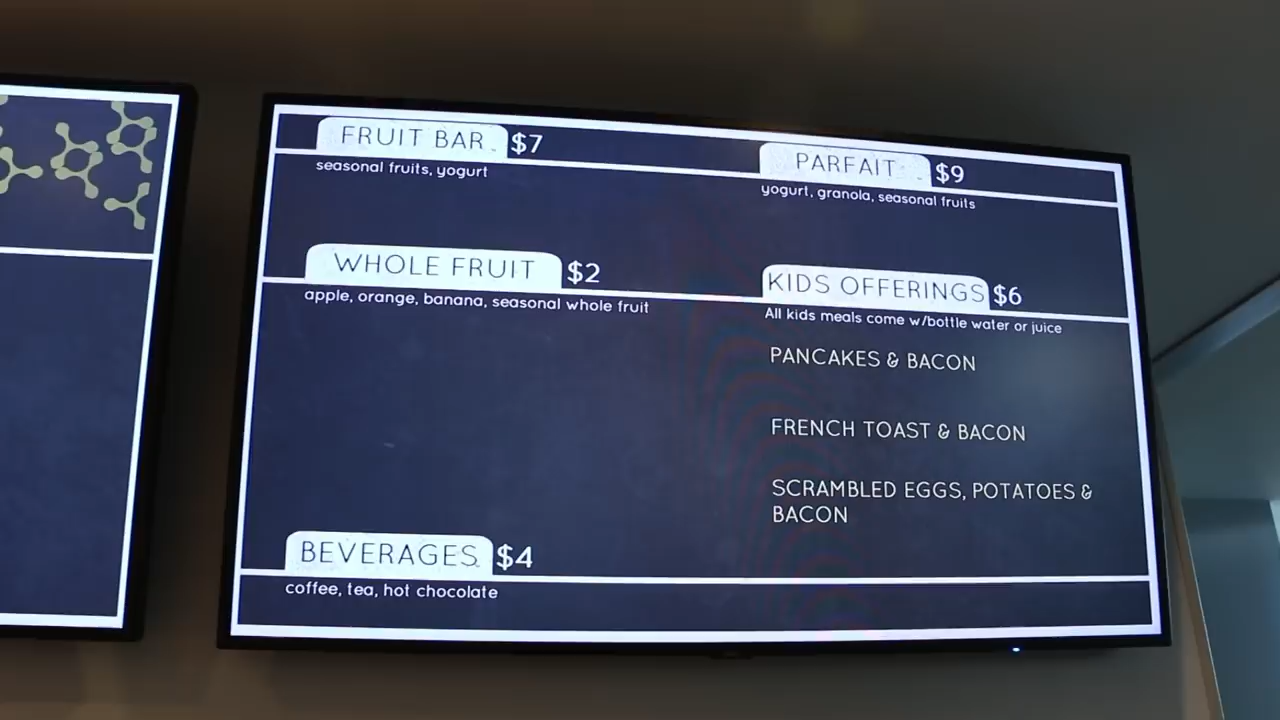 FRUIT BAR $7
seasonal fruits, yogurt
PARFAIT $9
yogurt, granola, seasonal fruits
WHOLE FRUIT $2
apple, orange, banana, seasonal whole fruit
KIDS OFFERINGS $6
All kids meals come w/bottle water or juice
PANCAKES & BACON
FRENCH TOAST & BACON
SCRAMBLED EGGS, POTATOES &
BACON
BEVERAGES $4
coffee, tea, hot chocolate